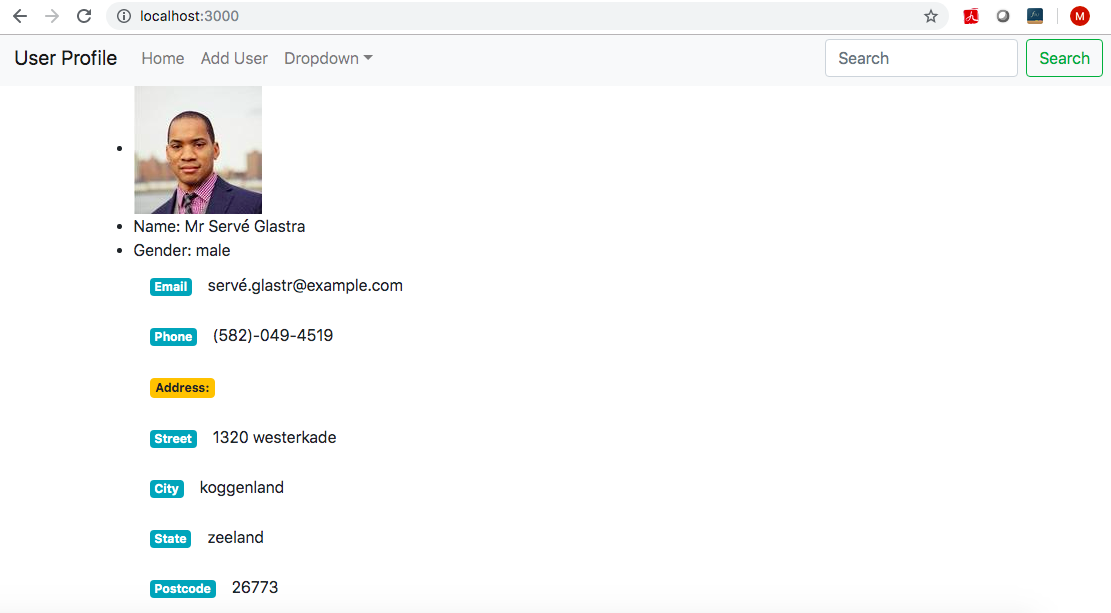 localhost:3000
M
User Profile Home Add User Dropdown Search Search
Name: Mr Servé Glastra
Gender: male
Email servé.glastr@example.com
Phone (582)-049-4519
Address:
Street 1320 westerkade
City koggenland
State zeeland
Postcode 26773